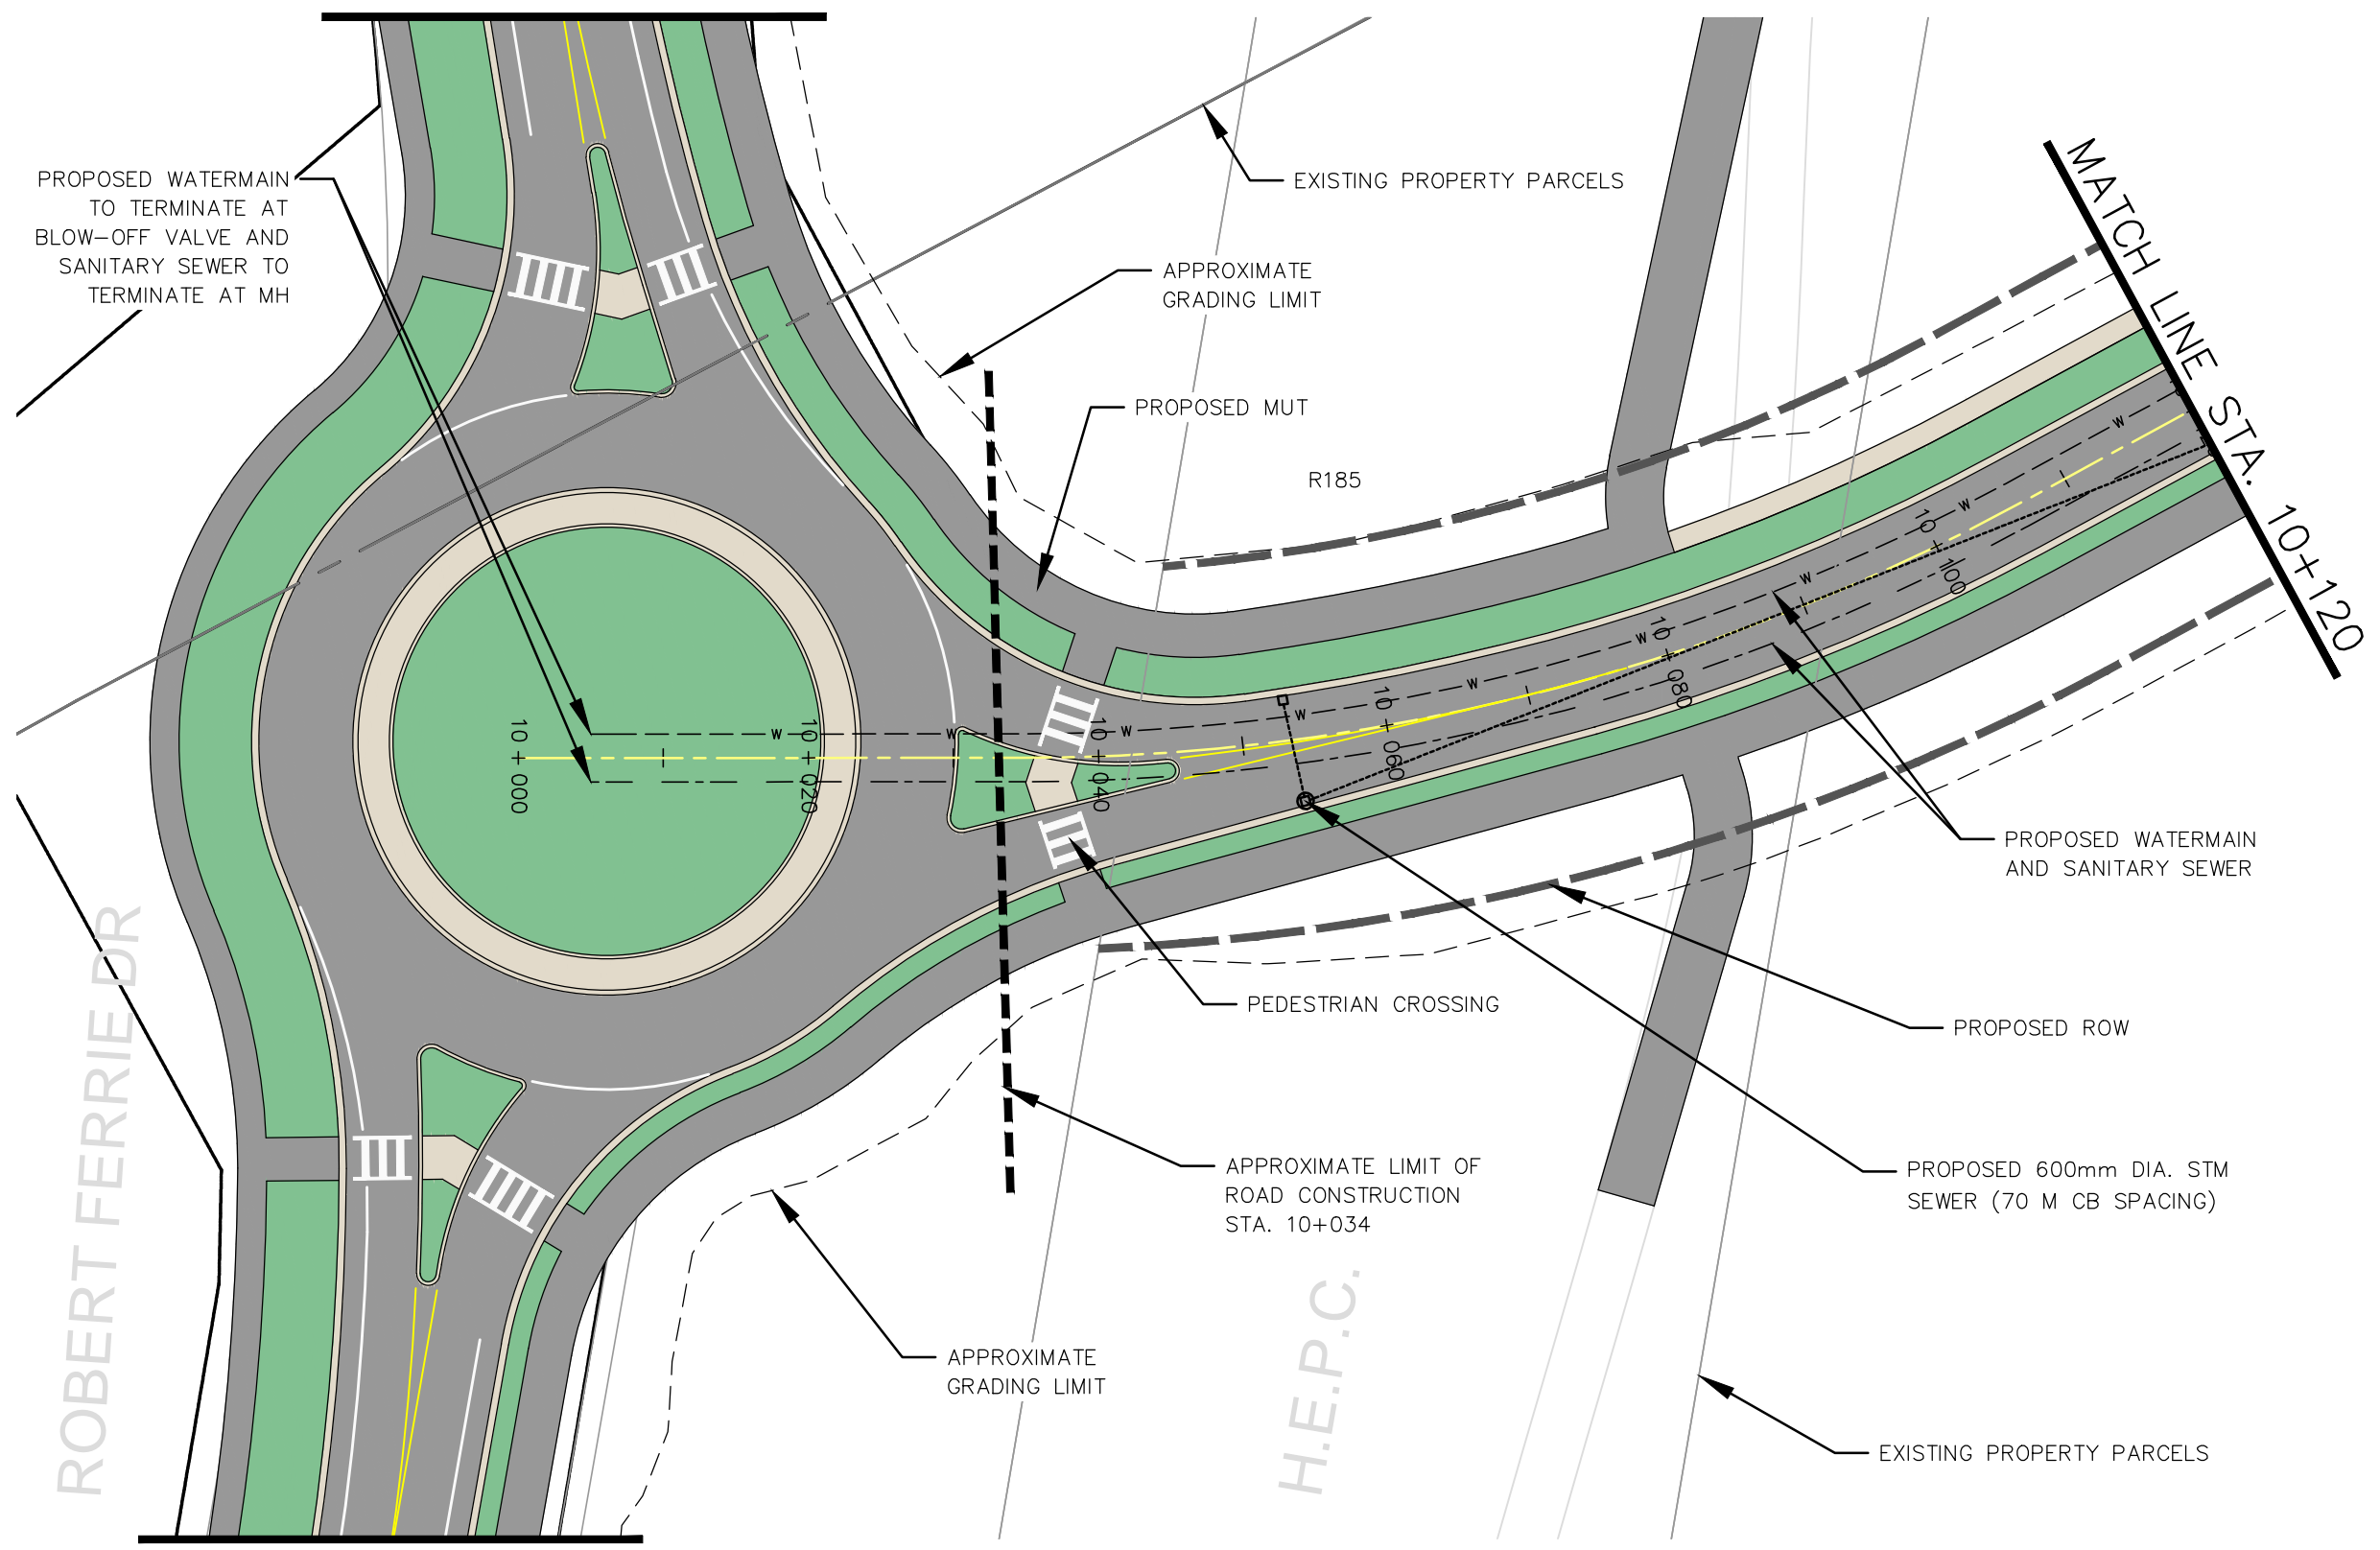 PROPOSED WATERMAIN
TO TERMINATE AT
BLOW-OFF VALVE AND
SANITARY SEWER TO
TERMINATE AT MH
EXISTING PROPERTY PARCELS
APPROXIMATE
GRADING LIMIT
PROPOSED MUT
R185
MATCH LINE STA. 10+120
10+000
10+020
10+040
10+060
10+080
10+100
W
W
W
W
W
W
W
W
W
PROPOSED WATERMAIN
AND SANITARY SEWER
PEDESTRIAN CROSSING
PROPOSED ROW
APPROXIMATE LIMIT OF
ROAD CONSTRUCTION
STA. 10+034
PROPOSED 600mm DIA. STM
SEWER (70 M CB SPACING)
APPROXIMATE
GRADING LIMIT
EXISTING PROPERTY PARCELS
ROBERT FERRIE DR
H.E.P.C.